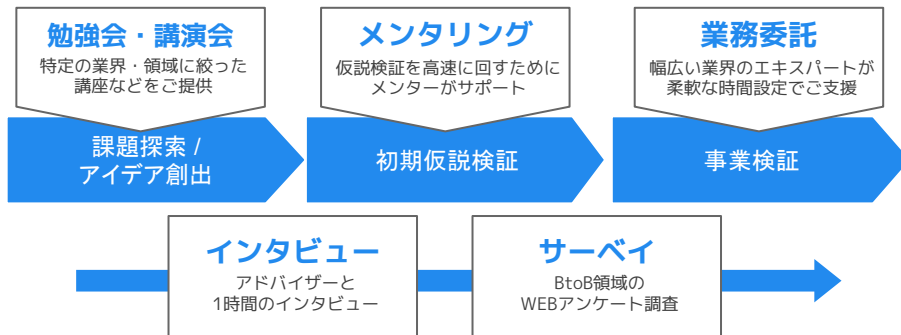 勉強会・講演会
特定の業界・領域に絞った
講座などをご提供
メンタリング
仮説検証を高速に回すために
メンターがサポート
業務委託
幅広い業界のエキスパートが
柔軟な時間設定でご支援
課題探索 /
アイデア創出
初期仮説検証
事業検証
インタビュー
アドバイザーと
1時間のインタビュー
サーベイ
BtoB領域の
WEBアンケート調査